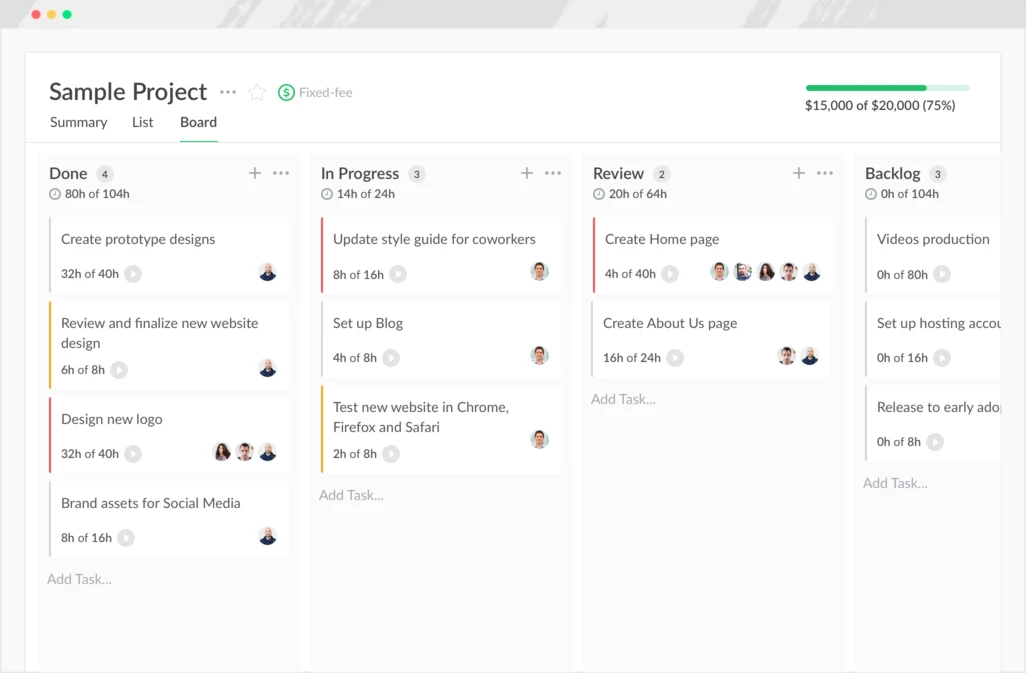 Sample Project
Fixed-fee
$15,000 of $20,000 (75%)
Summary List Board
Done 4
80h of 104h
Create prototype designs
32h of 40h
Review and finalize new website
design
6h of 8h
Design new logo
32h of 40h
Brand assets for Social Media
8h of 16h
Add Task...
In Progress 3
14h of 24h
Update style guide for coworkers
8h of 16h
Set up Blog
4h of 8h
Test new website in Chrome,
Firefox and Safari
2h of 8h
Add Task...
Review 2
20h of 64h
Create Home page
4h of 40h
Create About Us page
16h of 24h
Add Task...
Backlog 3
0h of 104h
Videos production
0h of 80h
Set up hosting
0h of 16h
Release to early
0h of 8h
Add Task...